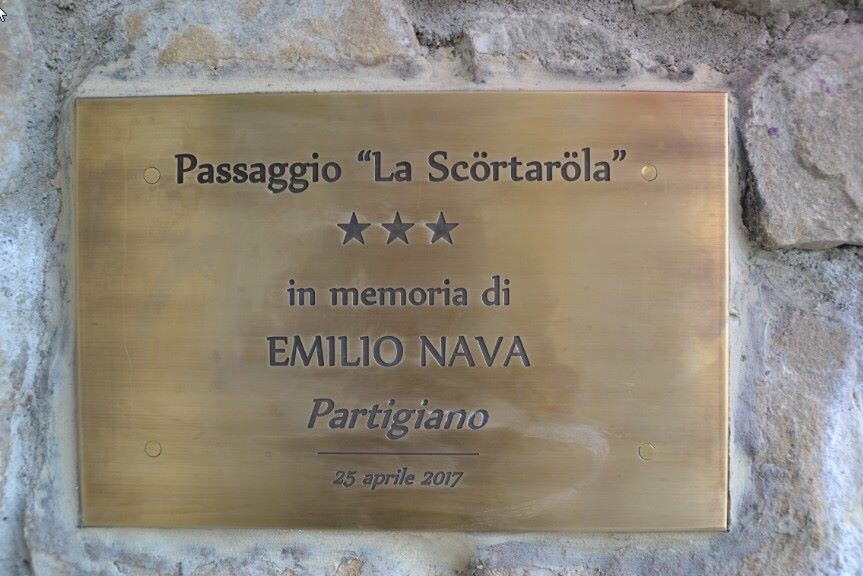 Passaggio “La Scörtaröla”
★★★
in memoria di
EMILIO NAVA
Partigiano
25 aprile 2017